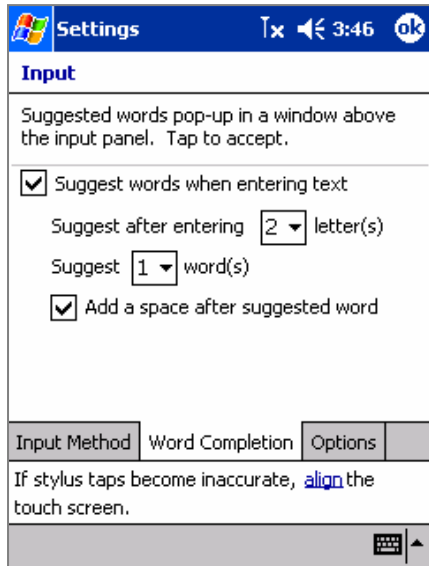 Settings 3:46 ok
Input
Suggested words pop-up in a window above
the input panel. Tap to accept.
Suggest words when entering text
Suggest after entering 2 letter(s)
Suggest 1 word(s)
Add a space after suggested word
Input Method Word Completion Options
If stylus taps become inaccurate, align the
touch screen.